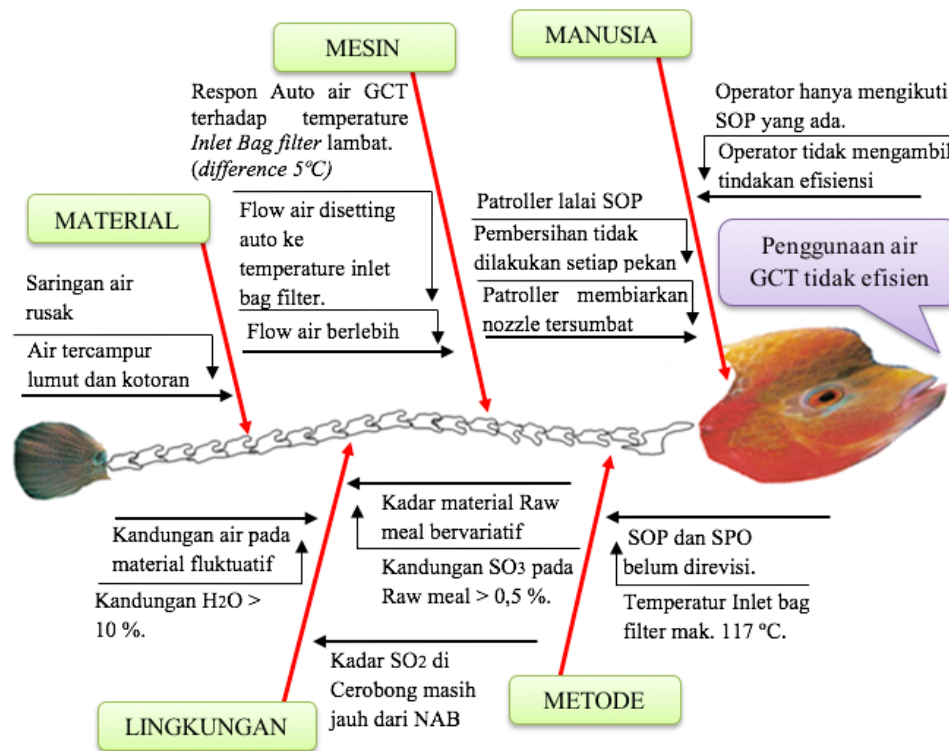 MESIN
Respon Auto air GCT
terhadap temperature
Inlet Bag filter lambat.
(difference 5ºC)
Flow air disetting
auto ke
temperature inlet
bag filter.
Flow air berlebih
MANUSIA
Operator hanya mengikuti
SOP yang ada.
Operator tidak mengambil
tindakan efisiensi
Patroller lalai SOP
Pembersihan tidak
dilakukan setiap pekan
Patroller membiarkan
nozzle tersumbat
MATERIAL
Saringan air
rusak
Air tercampur
lumut dan kotoran
Penggunaan air
GCT tidak efisien
Kandungan air pada
material fluktuatif
Kandungan H2O >
10 %.
Kadar material Raw
meal bervariatif
Kandungan SO3 pada
Raw meal > 0,5 %.
Kadar SO2 di
Cerobong masih
jauh dari NAB
LINGKUNGAN
SOP dan SPO
belum direvisi.
Temperatur Inlet bag
filter mak. 117 ºC.
METODE